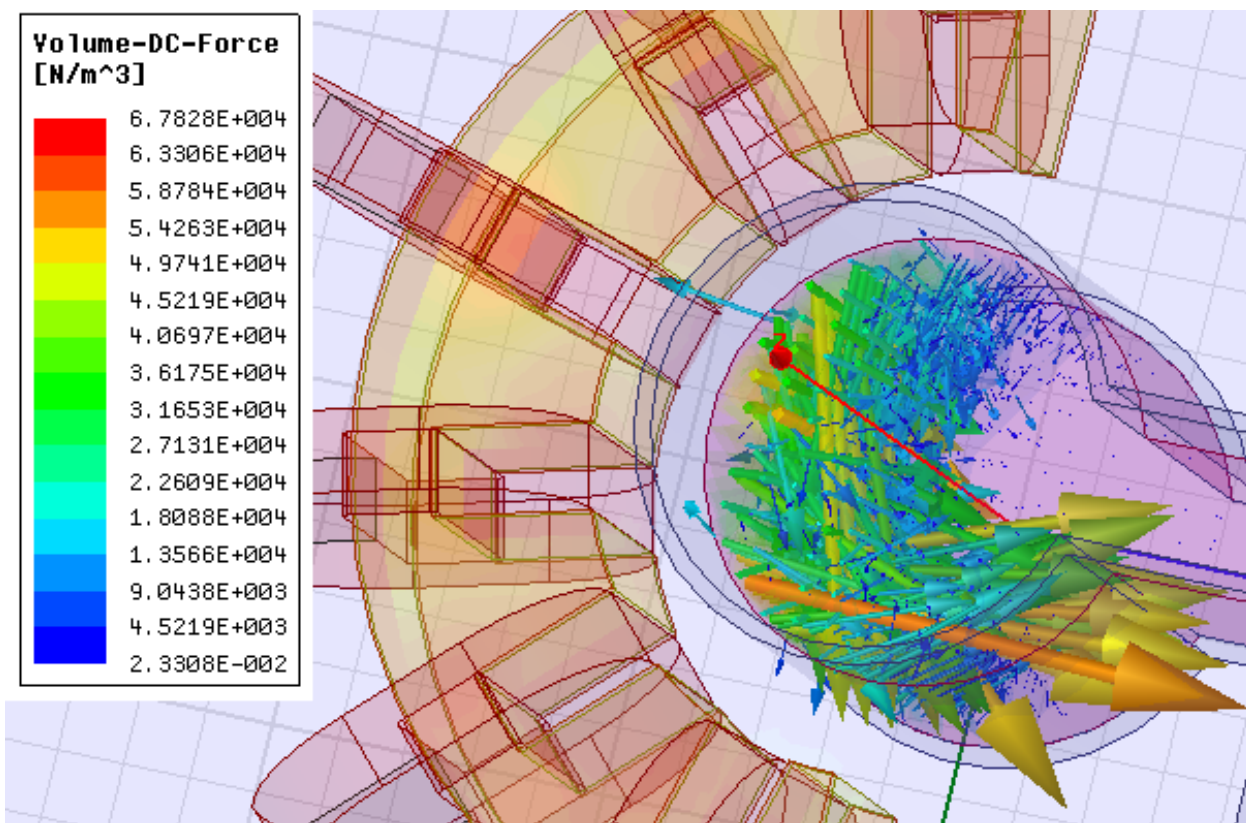 Volume-DC-Force
[N/m^3]
6.7828E+004
6.3306E+004
5.8784E+004
5.4263E+004
4.9741E+004
4.5219E+004
4.0697E+004
3.6175E+004
3.1653E+004
2.7131E+004
2.2609E+004
1.8088E+004
1.3566E+004
9.0438E+003
4.5219E+003
2.3308E-002
Z